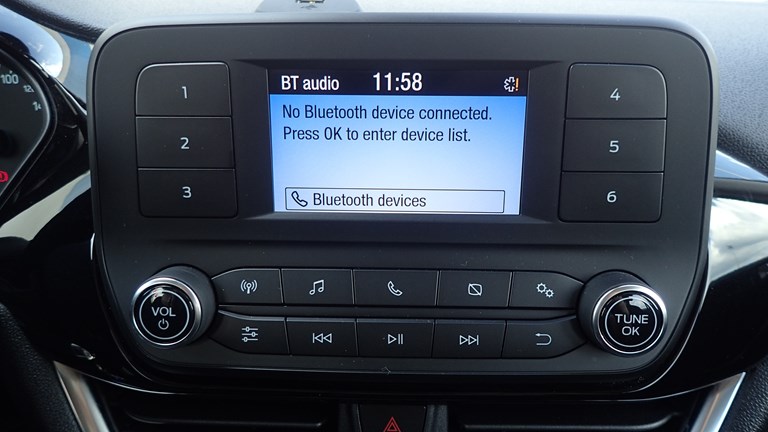 BT audio 11:58
No Bluetooth device connected.
Press OK to enter device list.
Bluetooth devices
1
2
3
4
5
6
VOL
TUNE
OK
100